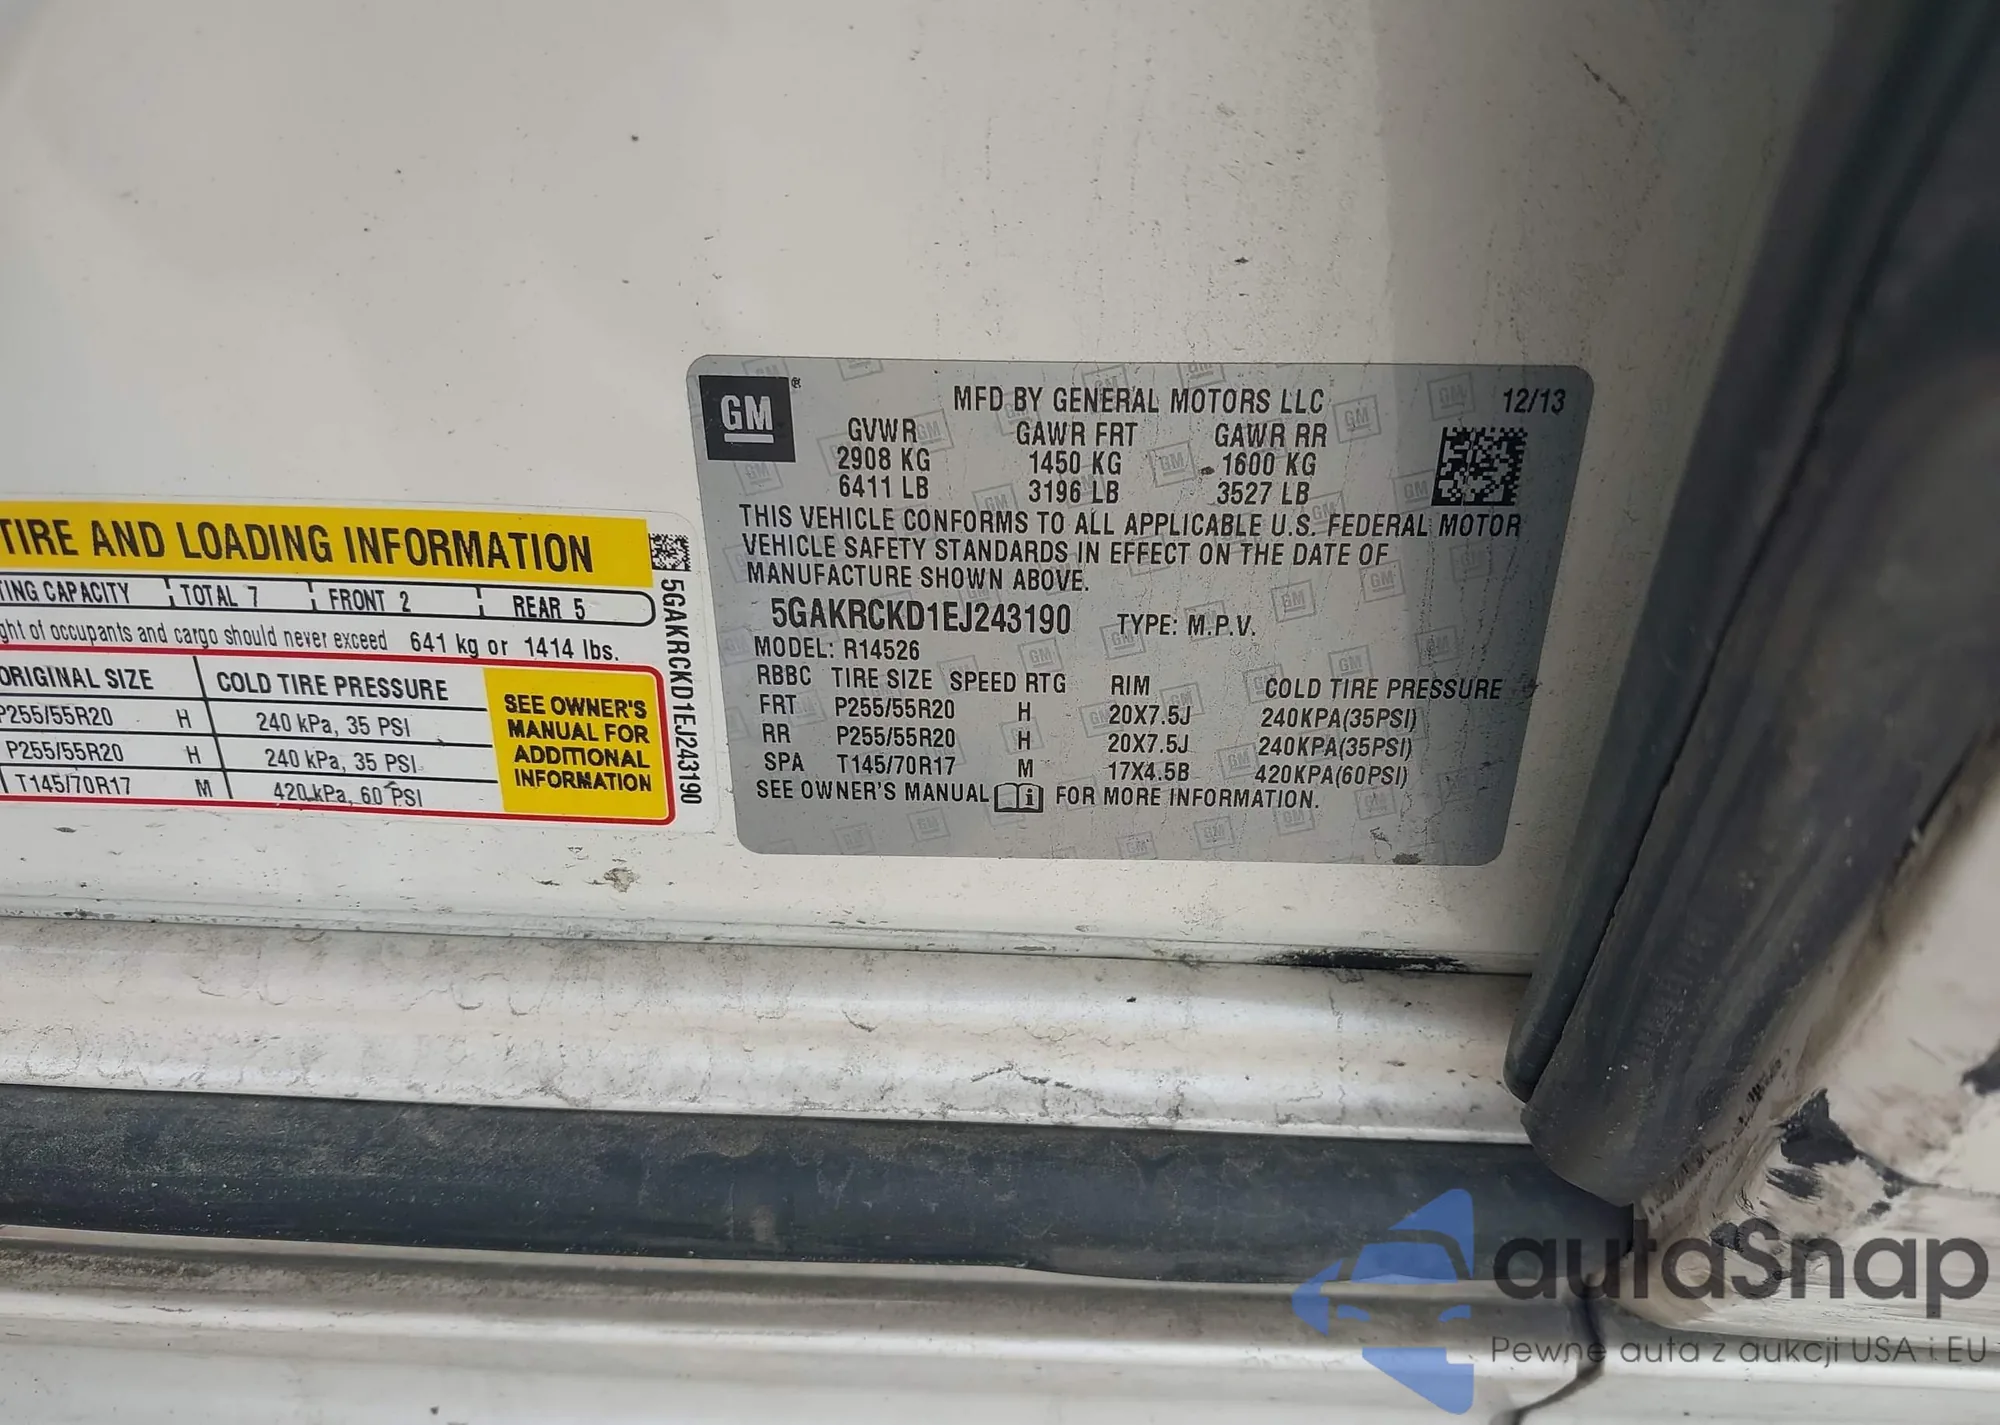 GM ®
MFD BY GENERAL MOTORS LLC 12/13
GVWR GAWR FRT GAWR RR
2908 KG 1450 KG 1600 KG
6411 LB 3196 LB 3527 LB
THIS VEHICLE CONFORMS TO ALL APPLICABLE U.S. FEDERAL MOTOR
VEHICLE SAFETY STANDARDS IN EFFECT ON THE DATE OF
MANUFACTURE SHOWN ABOVE.
5GAKRCKD1EJ243190 TYPE: M.P.V.
MODEL: R14526
RBBC TIRE SIZE SPEED RTG RIM COLD TIRE PRESSURE
FRT P255/55R20 H 20X7.5J 240KPA(35PSI)
RR P255/55R20 H 20X7.5J 240KPA(35PSI)
SPA T145/70R17 M 17X4.5B 420KPA(60PSI)
SEE OWNER'S MANUAL FOR MORE INFORMATION.
TIRE AND LOADING INFORMATION
TING CAPACITY TOTAL 7 FRONT 2 REAR 5
ght of occupants and cargo should never exceed 641 kg or 1414 lbs.
ORIGINAL SIZE COLD TIRE PRESSURE
P255/55R20 H 240 kPa, 35 PSI
P255/55R20 H 240 kPa, 35 PSI
T145/70R17 M 420 kPa, 60 PSI
SEE OWNER'S
MANUAL FOR
ADDITIONAL
INFORMATION
5GAKRCKD1EJ243190
autaSnap
Pewne auta z aukcji USA i EU